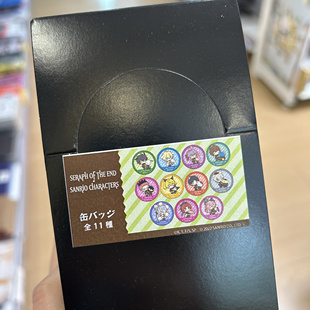 SERAPH OF THE END
SANRIO CHARACTERS
缶バッジ
全11種